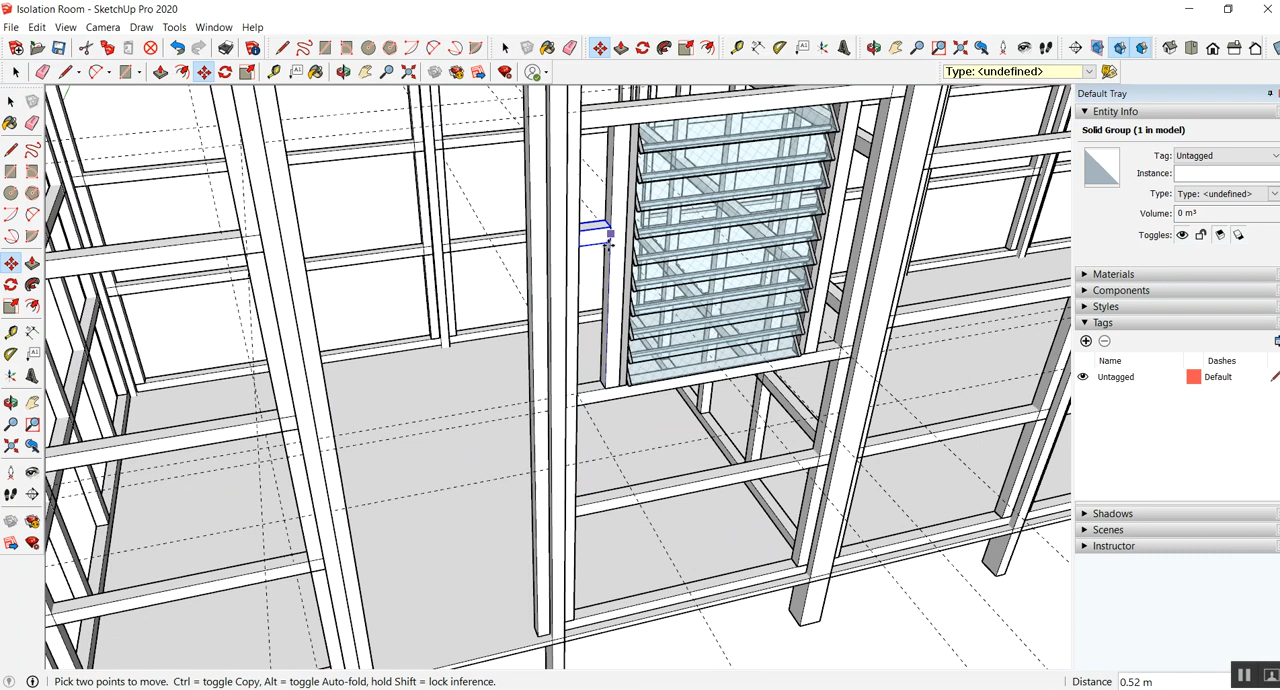 Isolation Room - SketchUp Pro 2020
File Edit View Camera Draw Tools Window Help
Type: <undefined>
Default Tray
Entity Info
Solid Group (1 in model)
Tag: Untagged
Instance:
Type: Type: <undefined>
Volume: 0 m³
Toggles:
Materials
Components
Styles
Tags
Name Dashes
Untagged Default
Shadows
Scenes
Instructor
Pick two points to move. Ctrl = toggle Copy, Alt = toggle Auto-fold, hold Shift = lock inference.
Distance 0.52 m